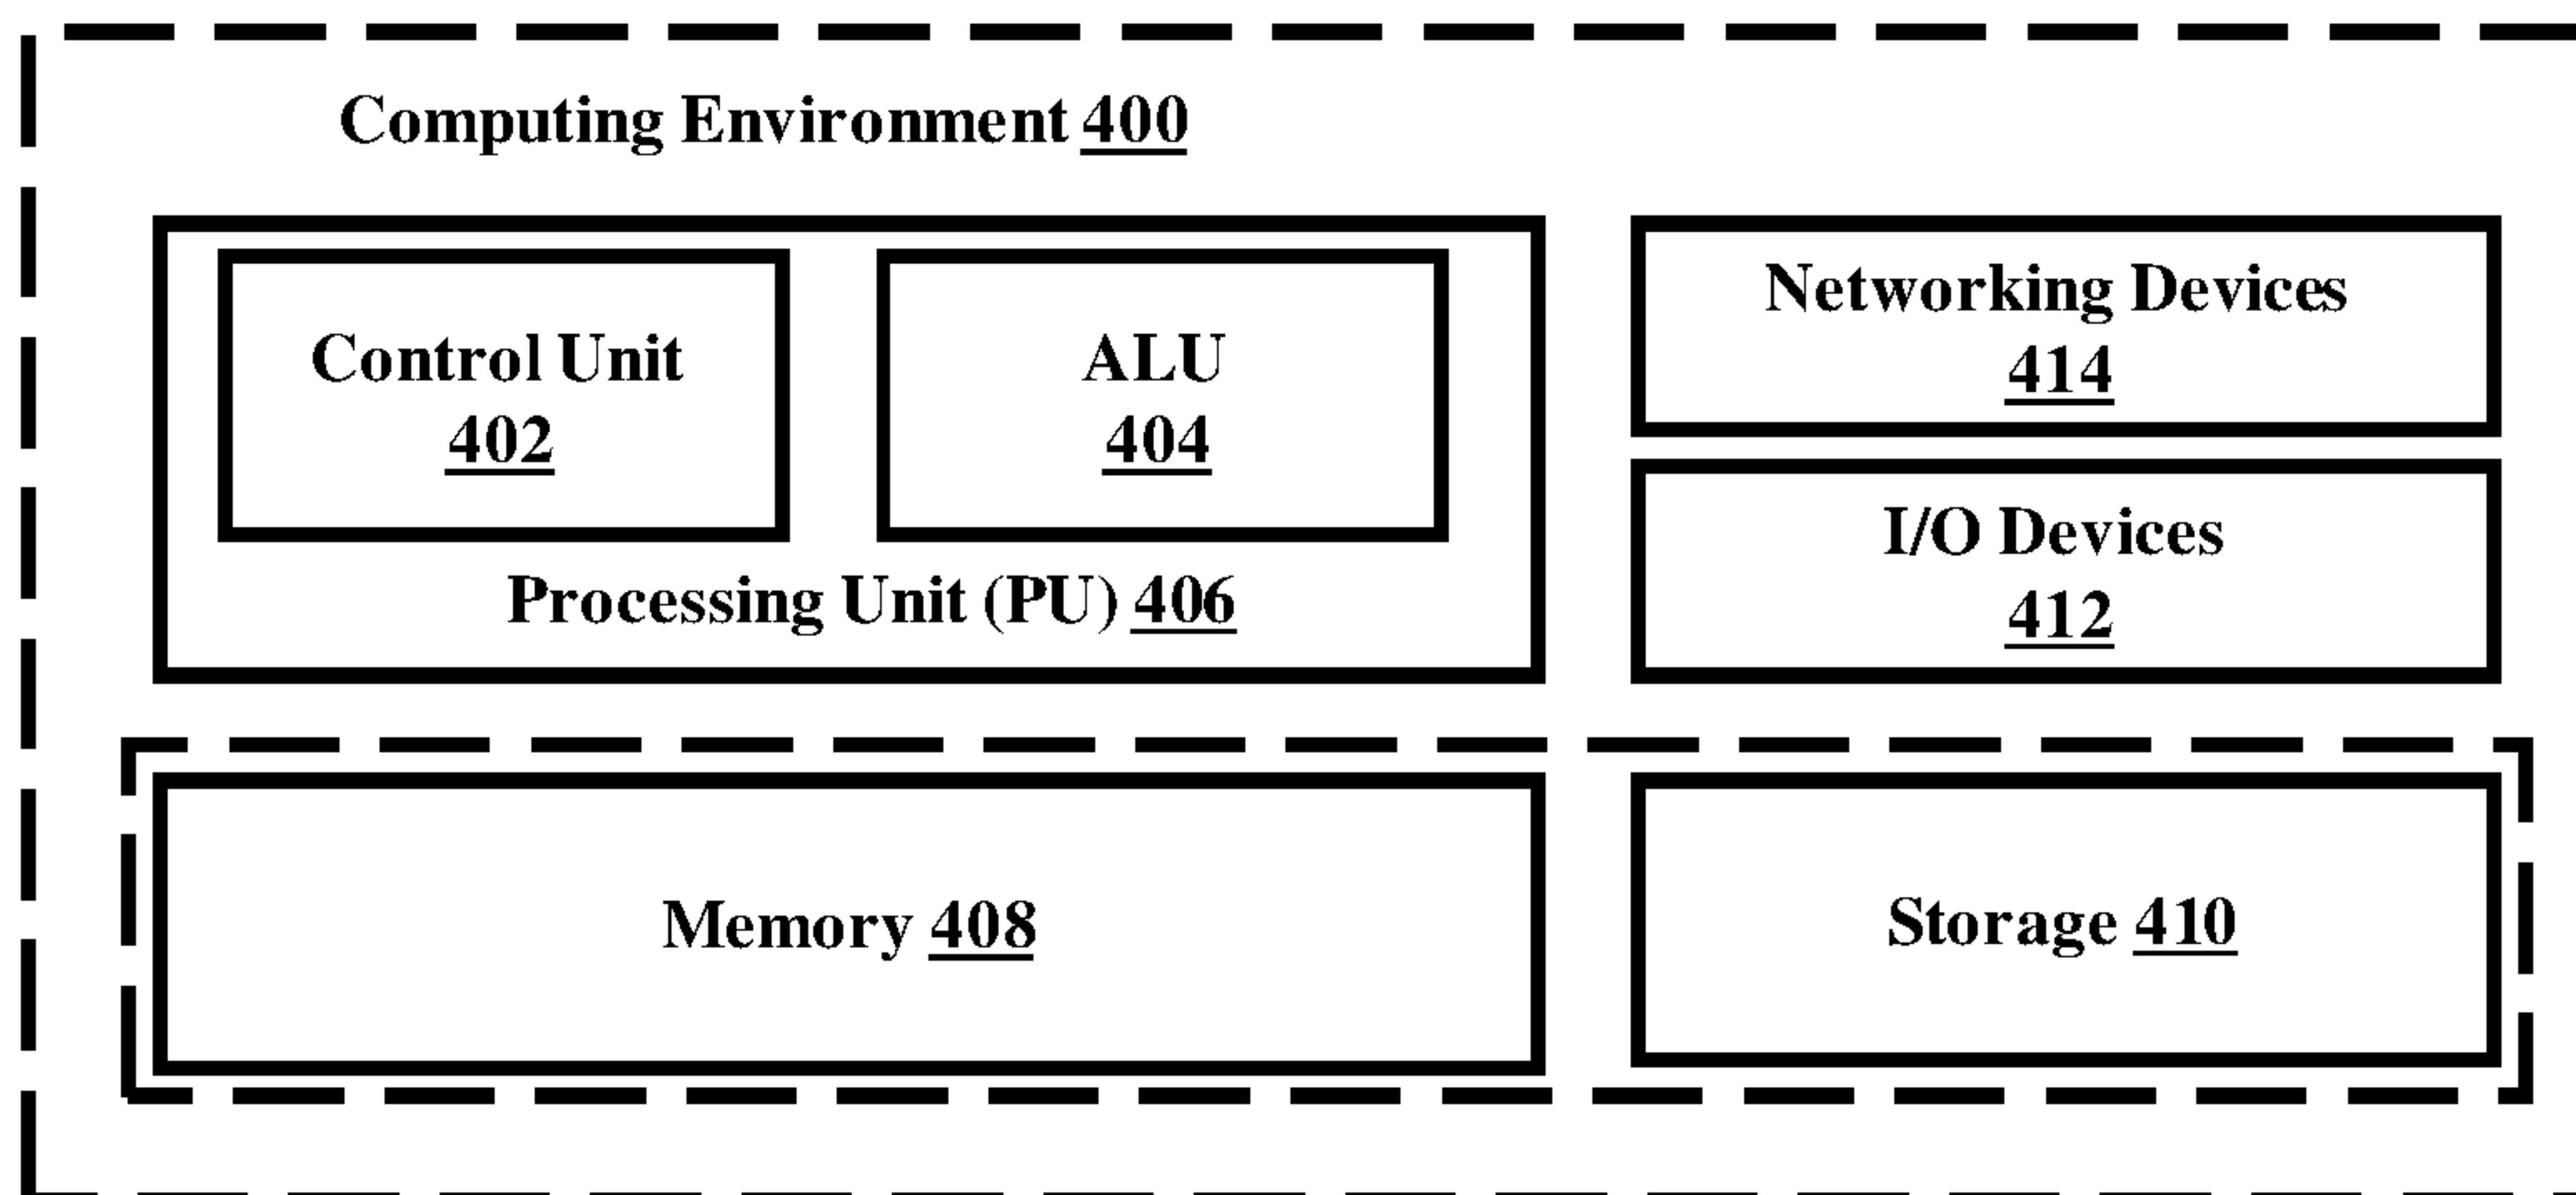 Computing Environment 400
Control Unit
402
ALU
404
Processing Unit (PU) 406
Networking Devices
414
I/O Devices
412
Memory 408
Storage 410